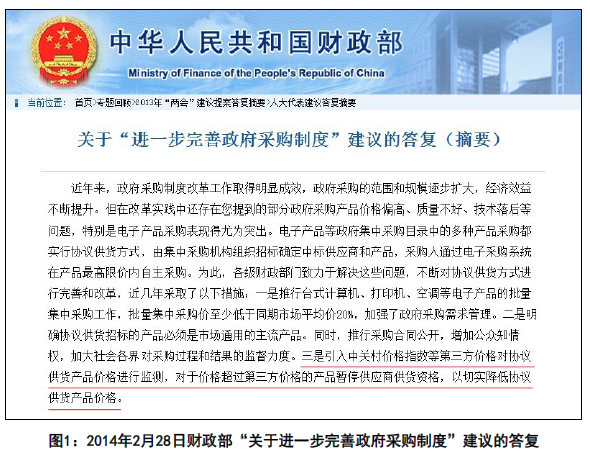 中华人民共和国财政部
Ministry of Finance of the People's Republic of China
当前位置： 首页>专题回顾>2013年“两会”建议提案答复摘要>人大代表建议答复摘要
关于“进一步完善政府采购制度”建议的答复（摘要）
近年来，政府采购制度改革工作取得明显成效，政府采购的范围和规模逐步扩大，经济效益
不断提升。但在改革实践中还存在您提到的部分政府采购产品价格偏高、质量不好、技术落后等
问题，特别是电子产品采购表现得尤为突出。电子产品等政府集中采购目录中的多种产品采购都
实行协议供货方式，由集中采购机构组织招标确定中标供应商和产品，采购人通过电子采购系统
在产品最高限价内自主采购。为此，各级财政部门致力于解决这些问题，不断对协议供货方式进
行完善和改革，近几年采取了以下措施：一是推行台式计算机、打印机、空调等电子产品的批量
集中采购工作，批量集中采购价至少低于同期市场平均价20%，加强了政府采购需求管理。二是明
确协议供货招标的产品必须是市场通用的主流产品。同时，推行采购合同公开，增加公众知情
权，加大社会各界对采购过程和结果的监督力度。三是引入中关村价格指数等第三方价格对协议
供货产品价格进行监测，对于价格超过第三方价格的产品暂停供应商供货资格，以切实降低协议
供货产品价格。
图1：2014年2月28日财政部“关于进一步完善政府采购制度”建议的答复